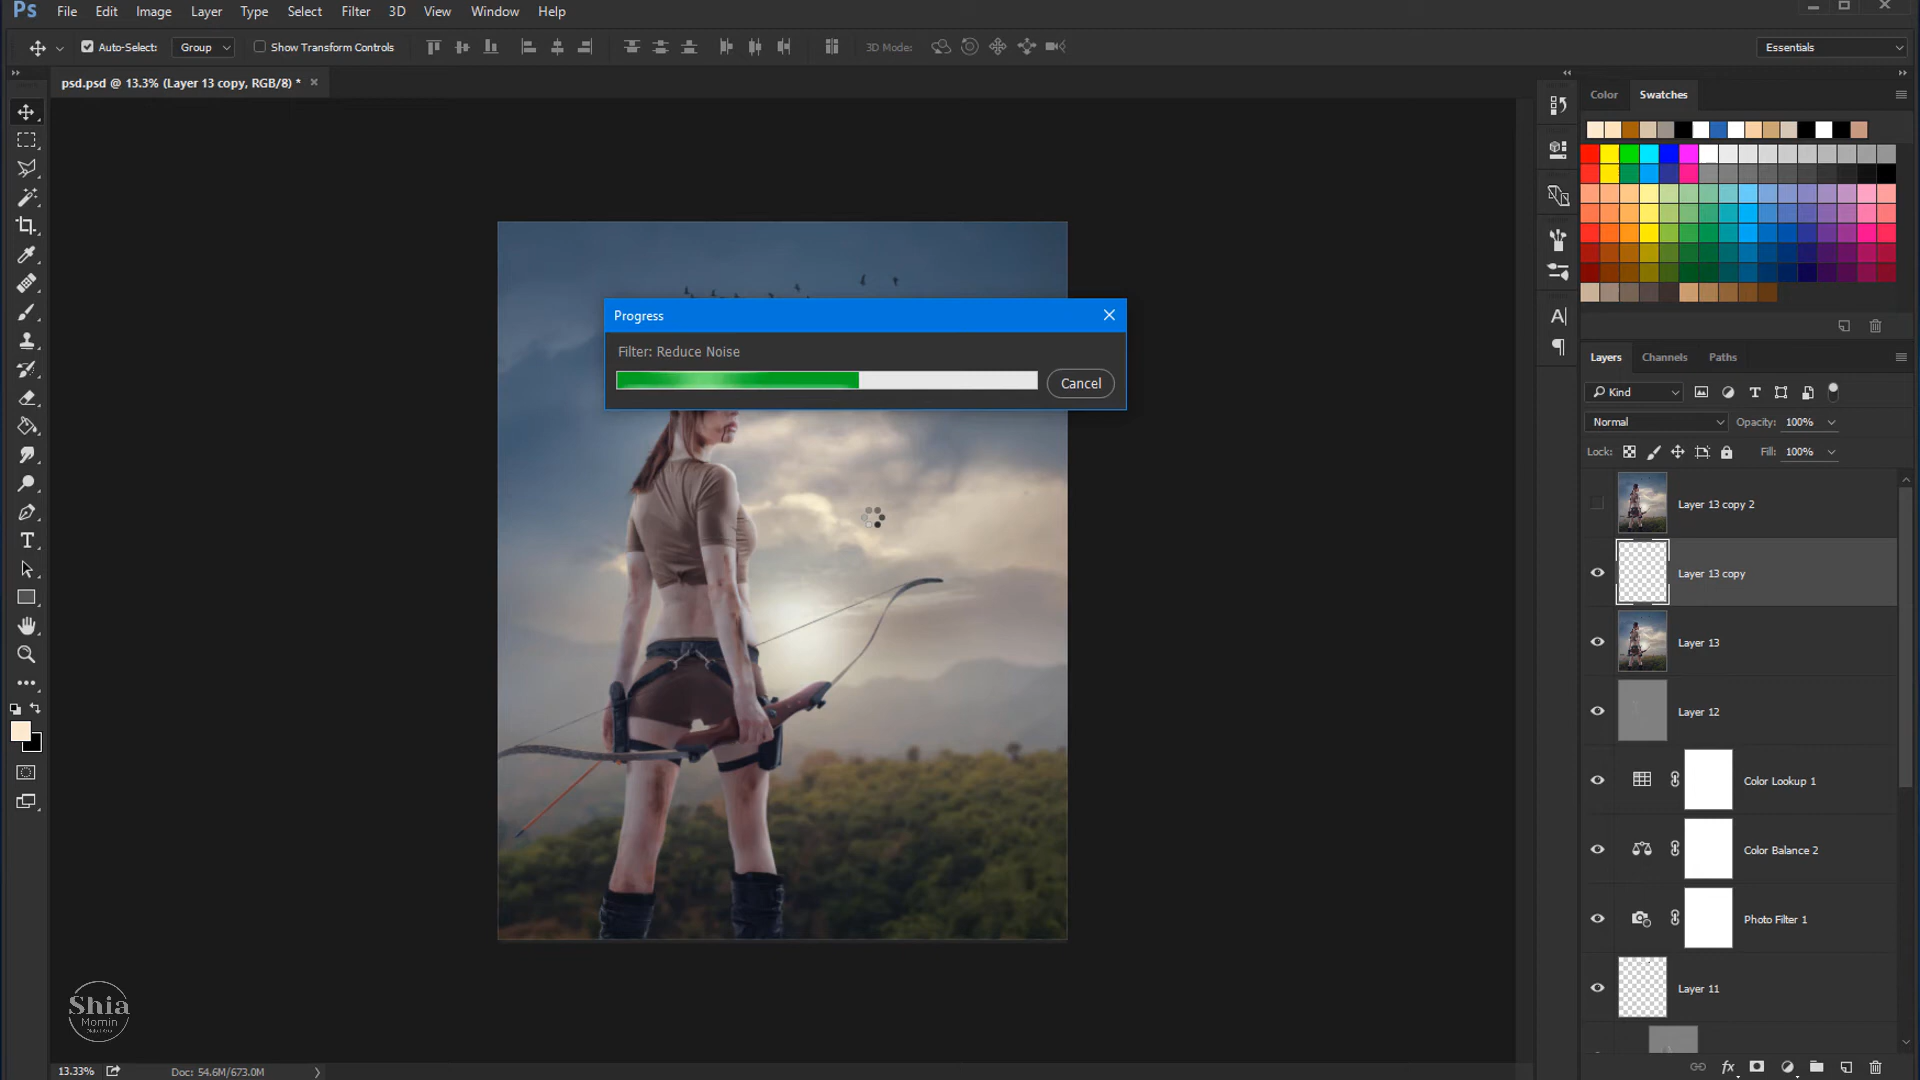 Ps File Edit Image Layer Type Select Filter 3D View Window Help
Auto-Select: Group Show Transform Controls 3D Mode: Essentials
psd.psd @ 13.3% (Layer 13 copy, RGB/8) *
Color Swatches
Progress
Filter: Reduce Noise
Cancel
Layers Channels Paths
Kind
Normal Opacity: 100%
Lock: Fill: 100%
Layer 13 copy 2
Layer 13 copy
Layer 13
Layer 12
Color Lookup 1
Color Balance 2
Photo Filter 1
Layer 11
Shia
Momin
13.33% Doc: 54.6M/673.0M
fx